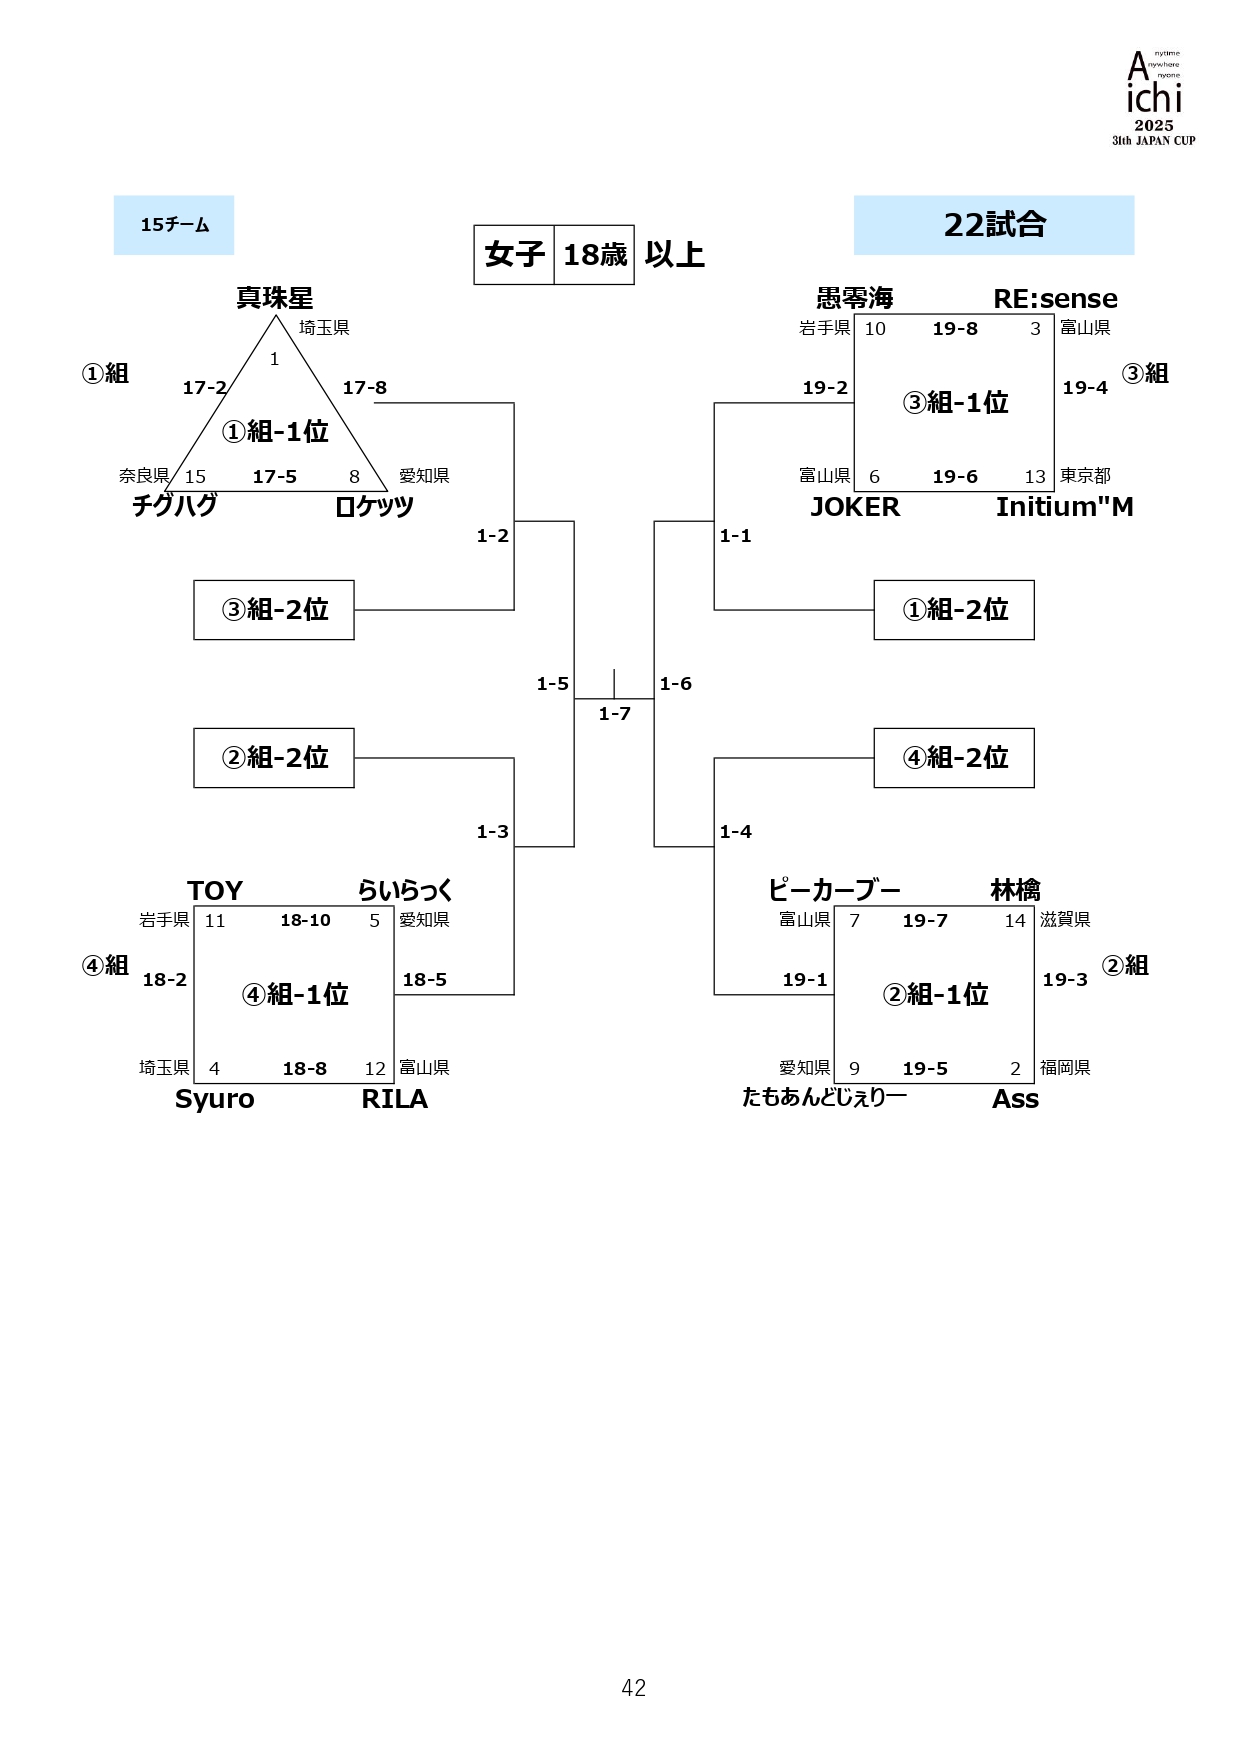 A nytime
nywhere
nyone
ichi
2025
31th JAPAN CUP
15チーム
22試合
女子 18歳 以上
真珠星
埼玉県
1
①組
17-2
17-8
①組-1位
奈良県 15 17-5 8 愛知県
チグハグ ロケッツ
愚零海 RE:sense
岩手県 10 19-8 3 富山県
③組
19-2 ③組-1位 19-4
富山県 6 19-6 13 東京都
JOKER Initium"M
1-2
1-1
③組-2位
①組-2位
1-5
1-6
1-7
②組-2位
④組-2位
1-3
1-4
TOY らいらっく
岩手県 11 18-10 5 愛知県
④組
18-2 ④組-1位 18-5
埼玉県 4 18-8 12 富山県
Syuro RILA
ピーカーブー 林檎
富山県 7 19-7 14 滋賀県
②組
19-1 ②組-1位 19-3
愛知県 9 19-5 2 福岡県
たもあんどじぇりー Ass
42